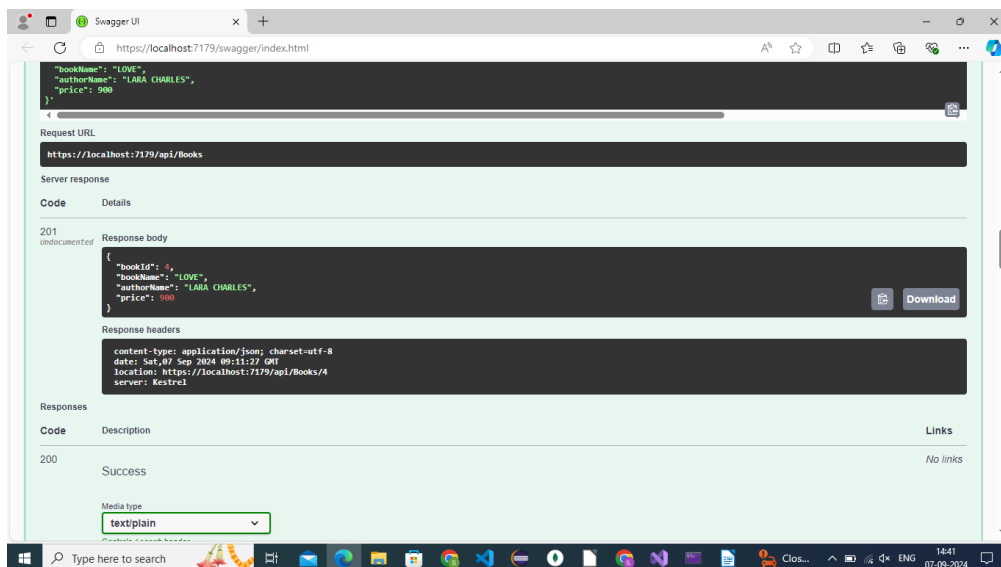 Swagger UI
https://localhost:7179/swagger/index.html
"bookName": "LOVE",
"authorName": "LARA CHARLES",
"price": 900
}'
Request URL
https://localhost:7179/api/Books
Server response
Code Details
201
Undocumented
Response body
{
"bookId": 4,
"bookName": "LOVE",
"authorName": "LARA CHARLES",
"price": 900
}
Download
Response headers
content-type: application/json; charset=utf-8
date: Sat,07 Sep 2024 09:11:27 GMT
location: https://localhost:7179/api/Books/4
server: Kestrel
Responses
Code Description Links
200 No links
Success
Media type
text/plain
Type here to search
Clos...
ENG
14:41
07-09-2024